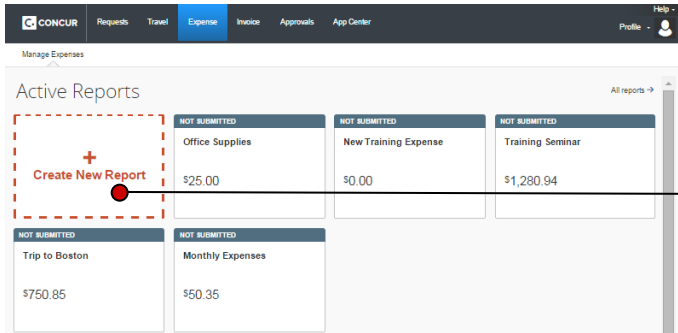 Help
C. CONCUR Requests Travel Expense Invoice Approvals App Center
Profile
Manage Expenses
Active Reports
All reports →
+
Create New Report
NOT SUBMITTED
Office Supplies
$25.00
NOT SUBMITTED
New Training Expense
$0.00
NOT SUBMITTED
Training Seminar
$1,280.94
NOT SUBMITTED
Trip to Boston
$750.85
NOT SUBMITTED
Monthly Expenses
$50.35